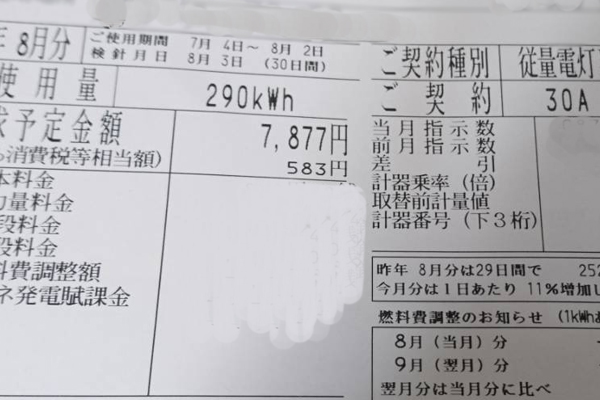 年 8月分
ご使用期間 7月 4日～ 8月 2日
検針月日 8月 3日 (30日間)
使用量
290kWh
求予定金額
7,877円
消費税等相当額)
583円
本料金
力量料金
段料金
段料金
料費調整額
ネ発電賦課金
ご契約種別
従量電灯
ご契約
30A
当月指示数
前月指示数
差引
計器乗率(倍)
取替前計量値
計器番号(下3桁)
昨年 8月分は29日間で 252
今月分は1日あたり 11%増加し
燃料費調整のお知らせ (1kWhあ
8月(当月)分
9月(翌月)分
翌月分は当月分に比べ